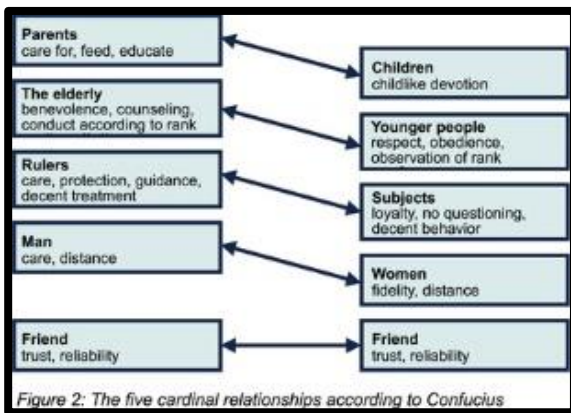 Parents
care for, feed, educate
Children
childlike devotion
The elderly
benevolence, counseling,
conduct according to rank
Younger people
respect, obedience,
observation of rank
Rulers
care, protection, guidance,
decent treatment
Subjects
loyalty, no questioning,
decent behavior
Man
care, distance
Women
fidelity, distance
Friend
trust, reliability
Friend
trust, reliability
Figure 2: The five cardinal relationships according to Confucius